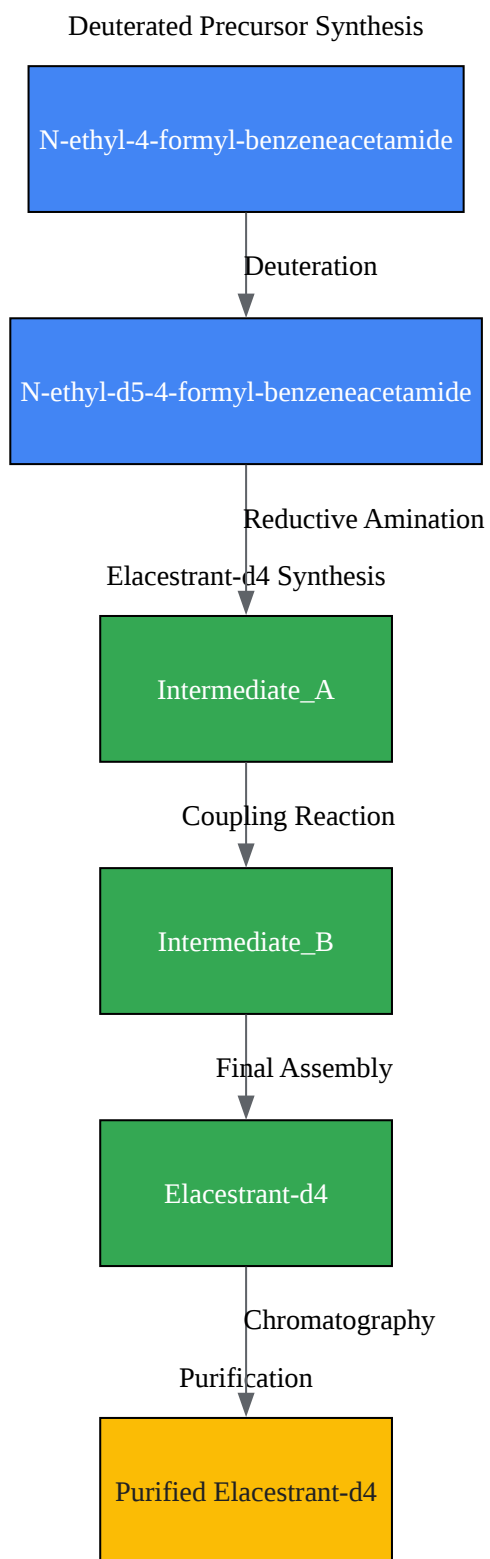 Deuterated Precursor Synthesis
N-ethyl-4-formyl-benzeneacetamide
Deuteration
N-ethyl-d5-4-formyl-benzeneacetamide
Reductive Amination
Elacestrant-d4 Synthesis
Intermediate_A
Coupling Reaction
Intermediate_B
Final Assembly
Elacestrant-d4
Chromatography
Purification
Purified Elacestrant-d4